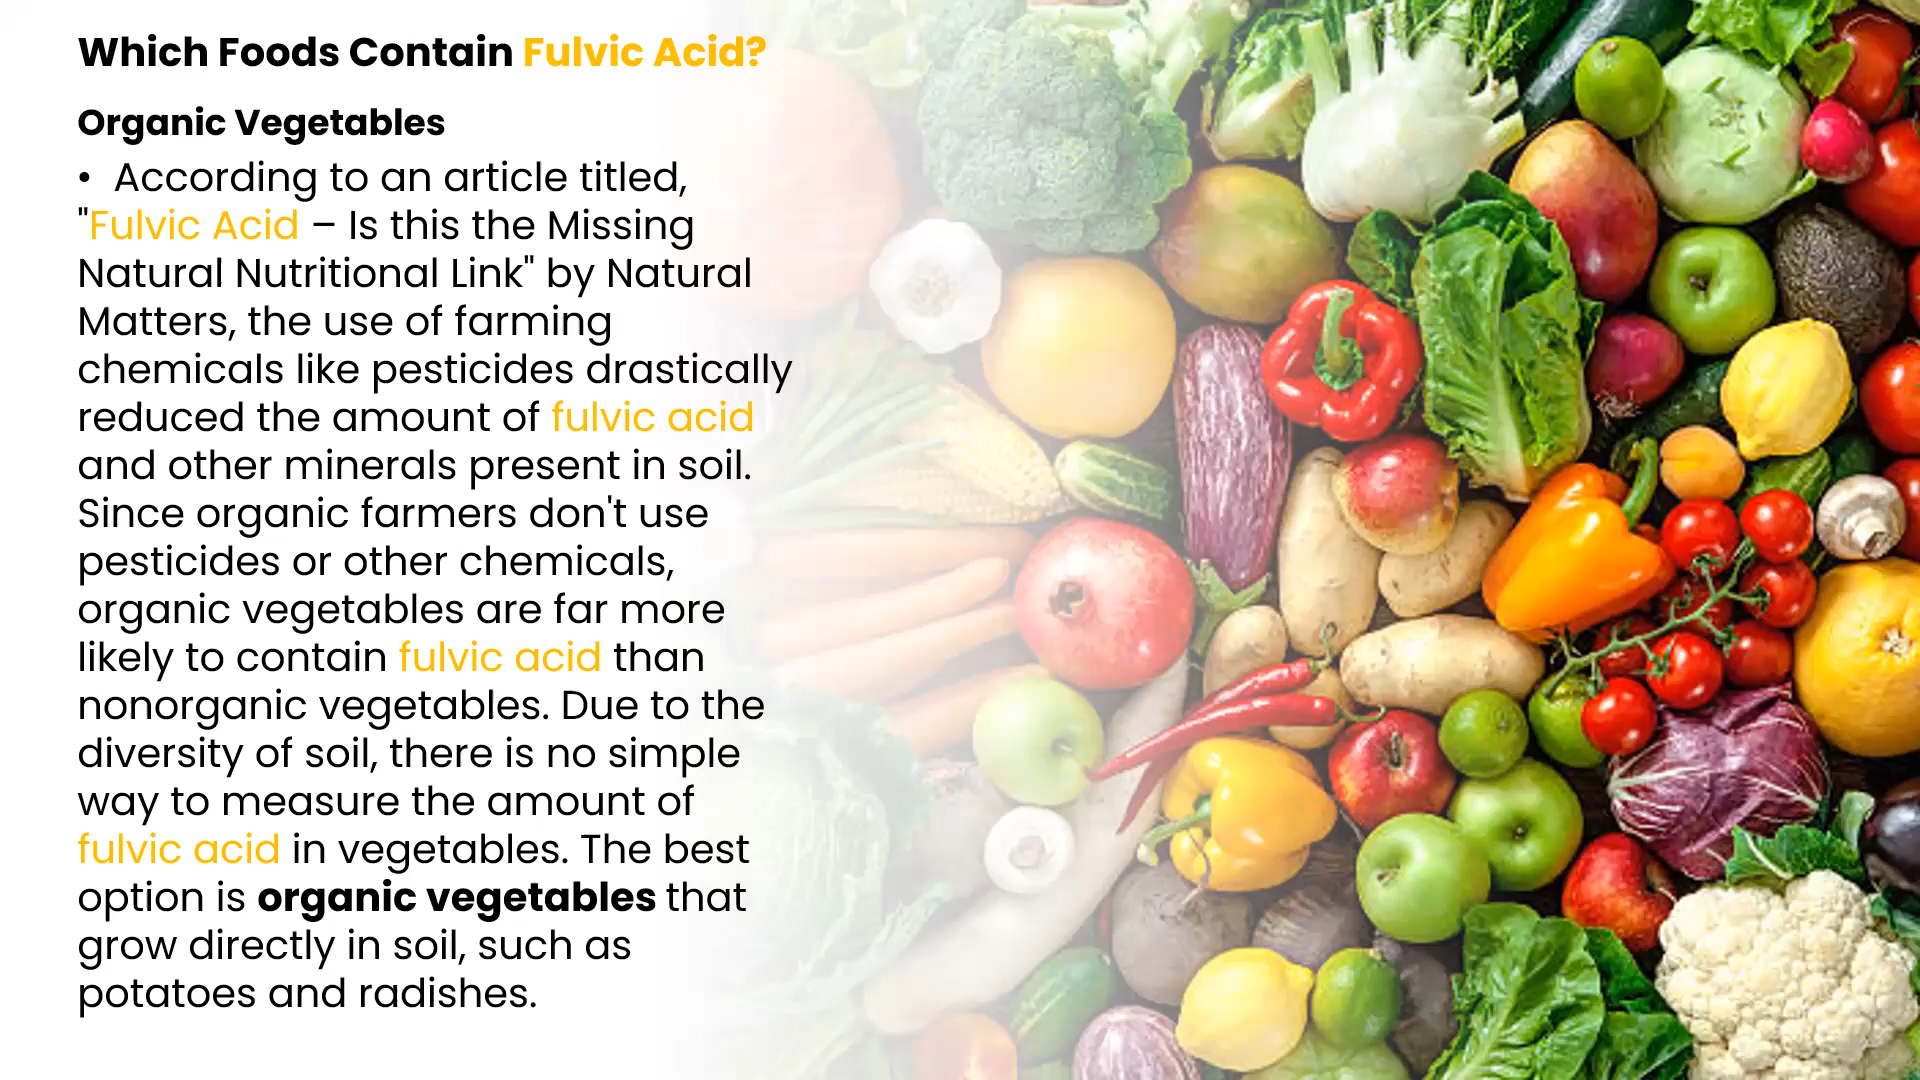 Which Foods Contain Fulvic Acid?
Organic Vegetables
• According to an article titled,
"Fulvic Acid – Is this the Missing
Natural Nutritional Link" by Natural
Matters, the use of farming
chemicals like pesticides drastically
reduced the amount of fulvic acid
and other minerals present in soil.
Since organic farmers don't use
pesticides or other chemicals,
organic vegetables are far more
likely to contain fulvic acid than
nonorganic vegetables. Due to the
diversity of soil, there is no simple
way to measure the amount of
fulvic acid in vegetables. The best
option is organic vegetables that
grow directly in soil, such as
potatoes and radishes.